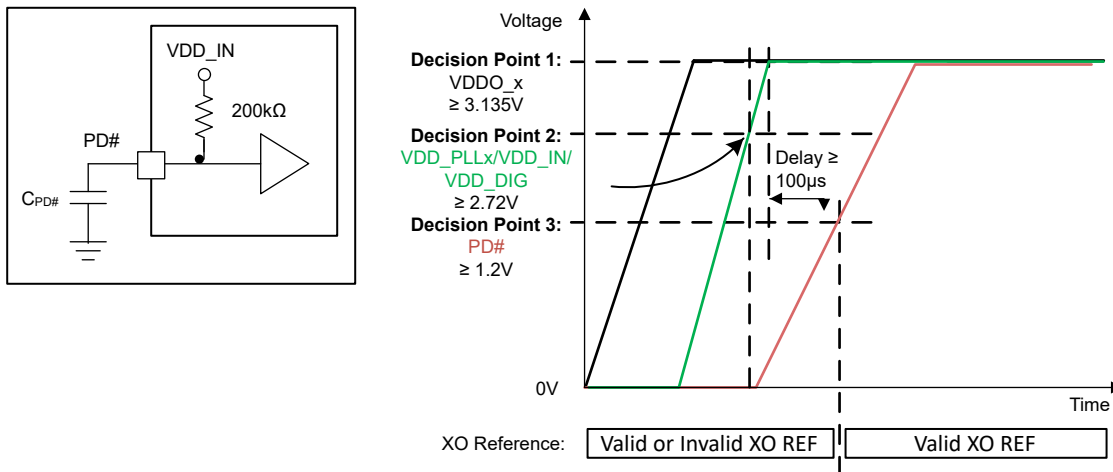 VDD_IN
200kΩ
PD#
CPD#
Voltage
Decision Point 1:
VDDO_x
≥ 3.135V
Decision Point 2:
VDD_PLLx/VDD_IN/
VDD_DIG
≥ 2.72V
Decision Point 3:
PD#
≥ 1.2V
Delay ≥
100µs
0V
Time
XO Reference:
Valid or Invalid XO REF
Valid XO REF